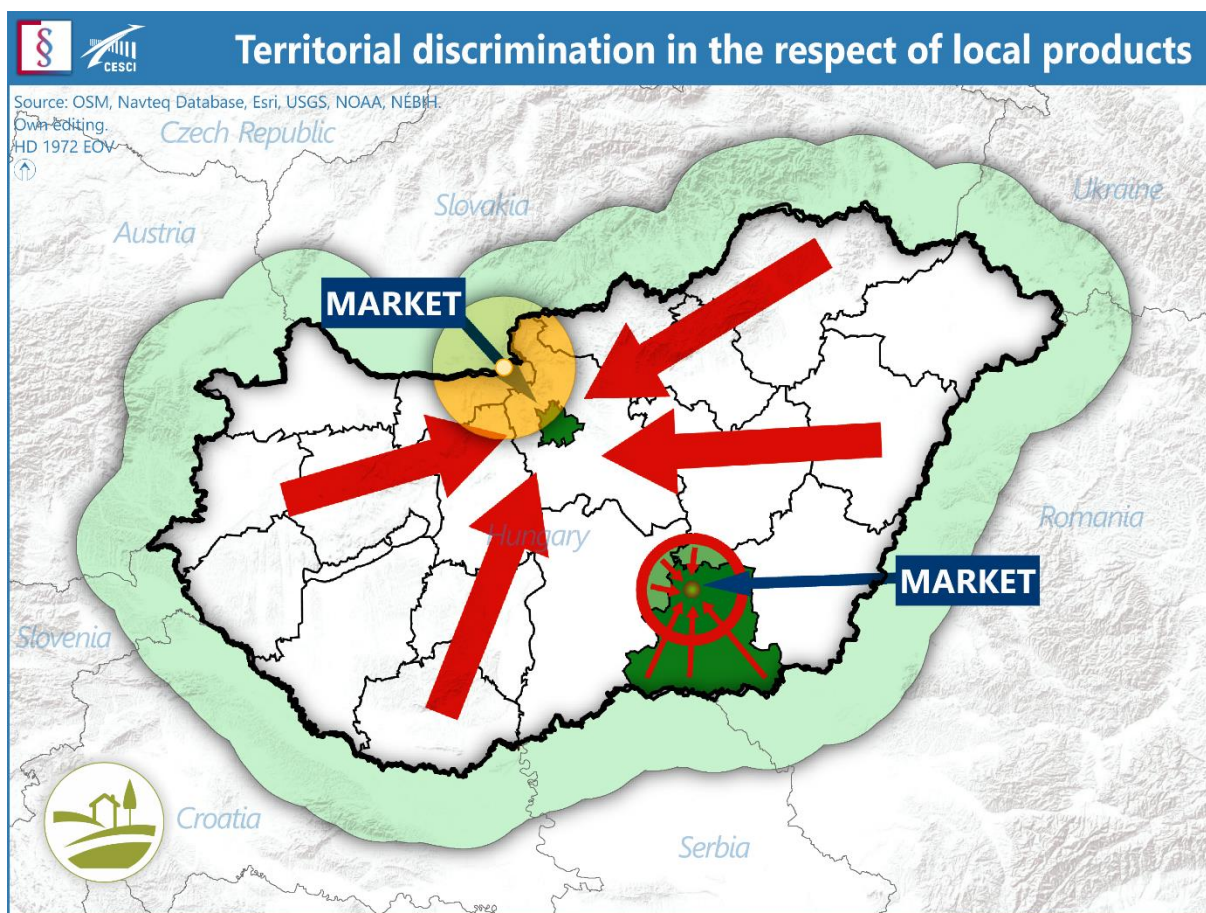 §
CESCI
Territorial discrimination in the respect of local products
Source: OSM, Navteq Database, Esri, USGS, NOAA, NÉBIH.
Own editing.
HD 1972 EOV
Czech Republic
Ukraine
Slovakia
Austria
MARKET
Romania
Hungary
MARKET
Slovenia
Croatia
Serbia